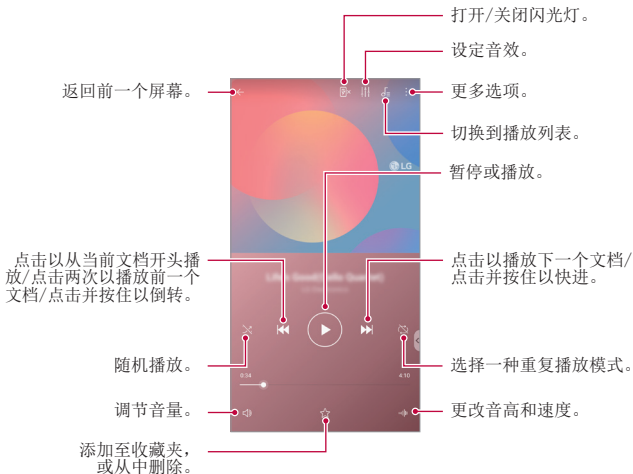 打开/关闭闪光灯。
设定音效。
返回前一个屏幕。
更多选项。
切换到播放列表。
LG
暂停或播放。
点击以从当前文档开头播
放/点击两次以播放前一个
文档/点击并按住以倒转。
点击以播放下一个文档/
点击并按住以快进。
随机播放。
选择一种重复播放模式。
0:34
4:30
调节音量。
更改音高和速度。
添加至收藏夹，
或从中删除。